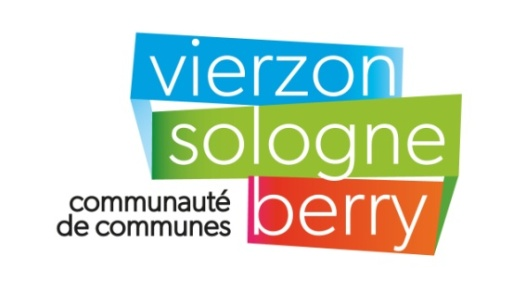 vierzon
sologne
communauté
de communes
berry